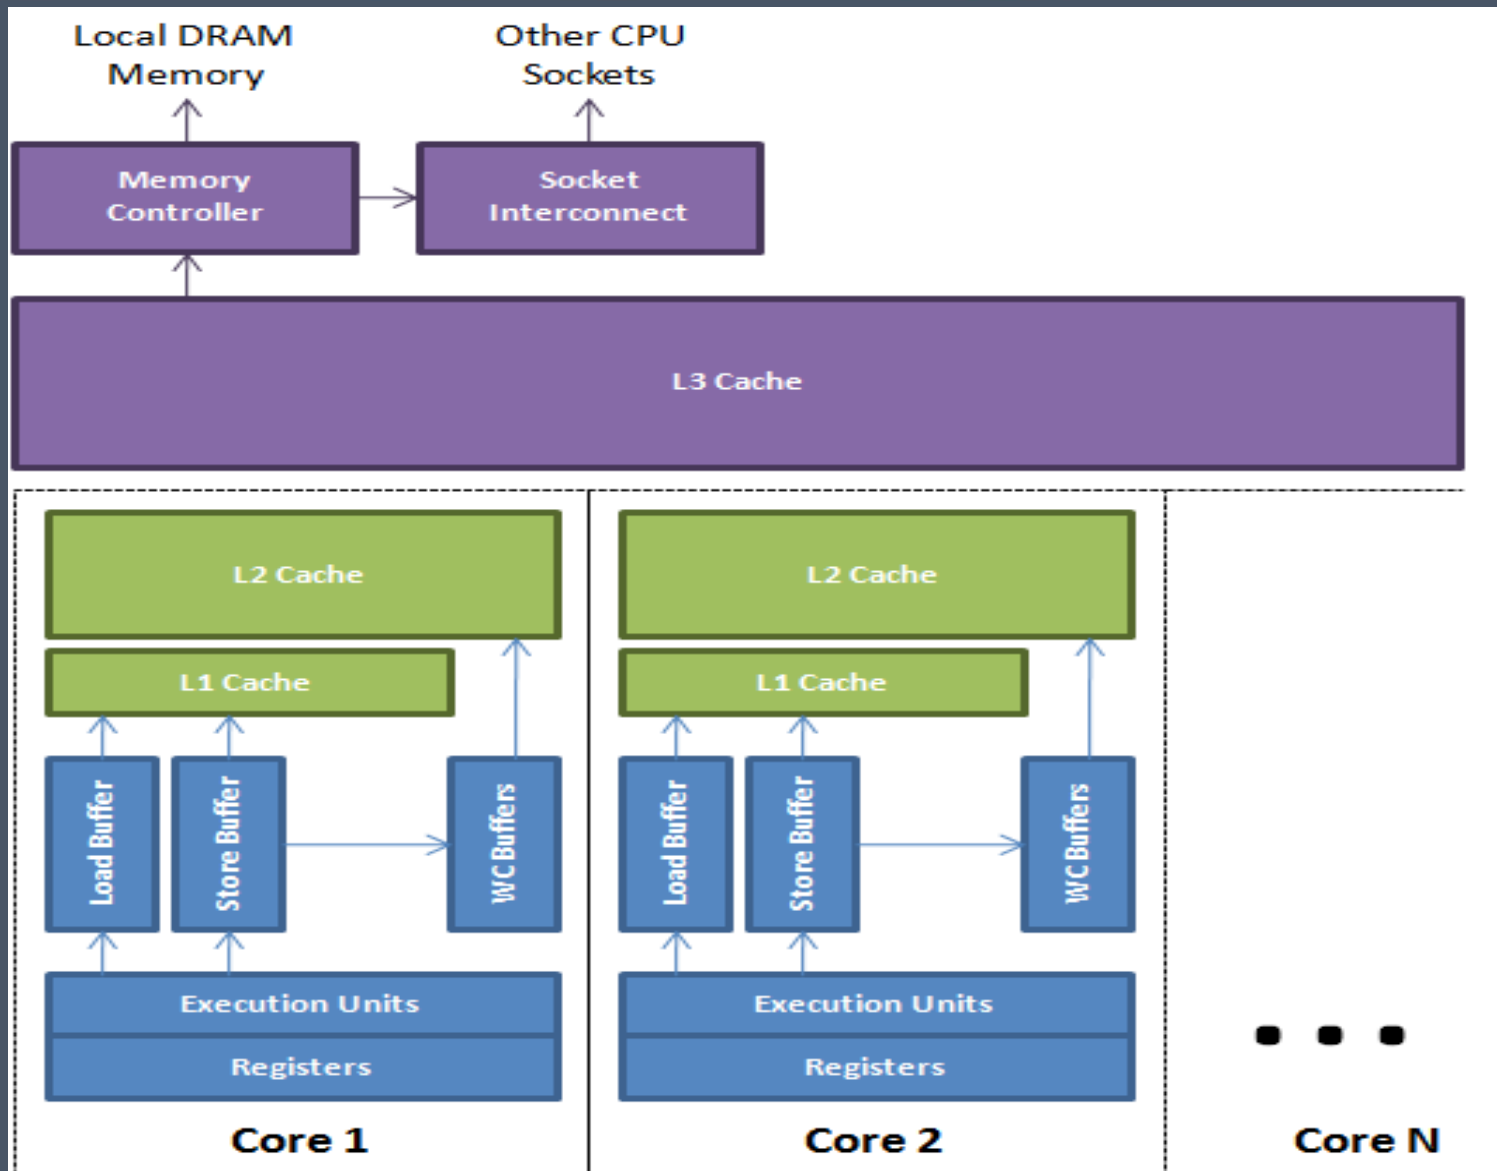 Local DRAM
Memory
Other CPU
Sockets
Memory
Controller
Socket
Interconnect
L3 Cache
L2 Cache
L2 Cache
L1 Cache
L1 Cache
Load Buffer
Store Buffer
WC Buffers
Load Buffer
Store Buffer
WC Buffers
Execution Units
Execution Units
Registers
Registers
...
Core 1
Core 2
Core N